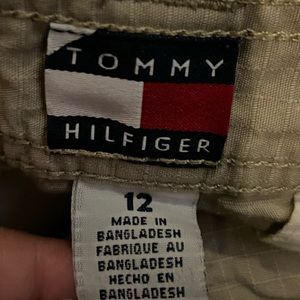 TOMMY
HILFIGER
12
MADE IN
BANGLADESH
FABRIQUE AU
BANGLADESH
HECHO EN
BANGLADESH